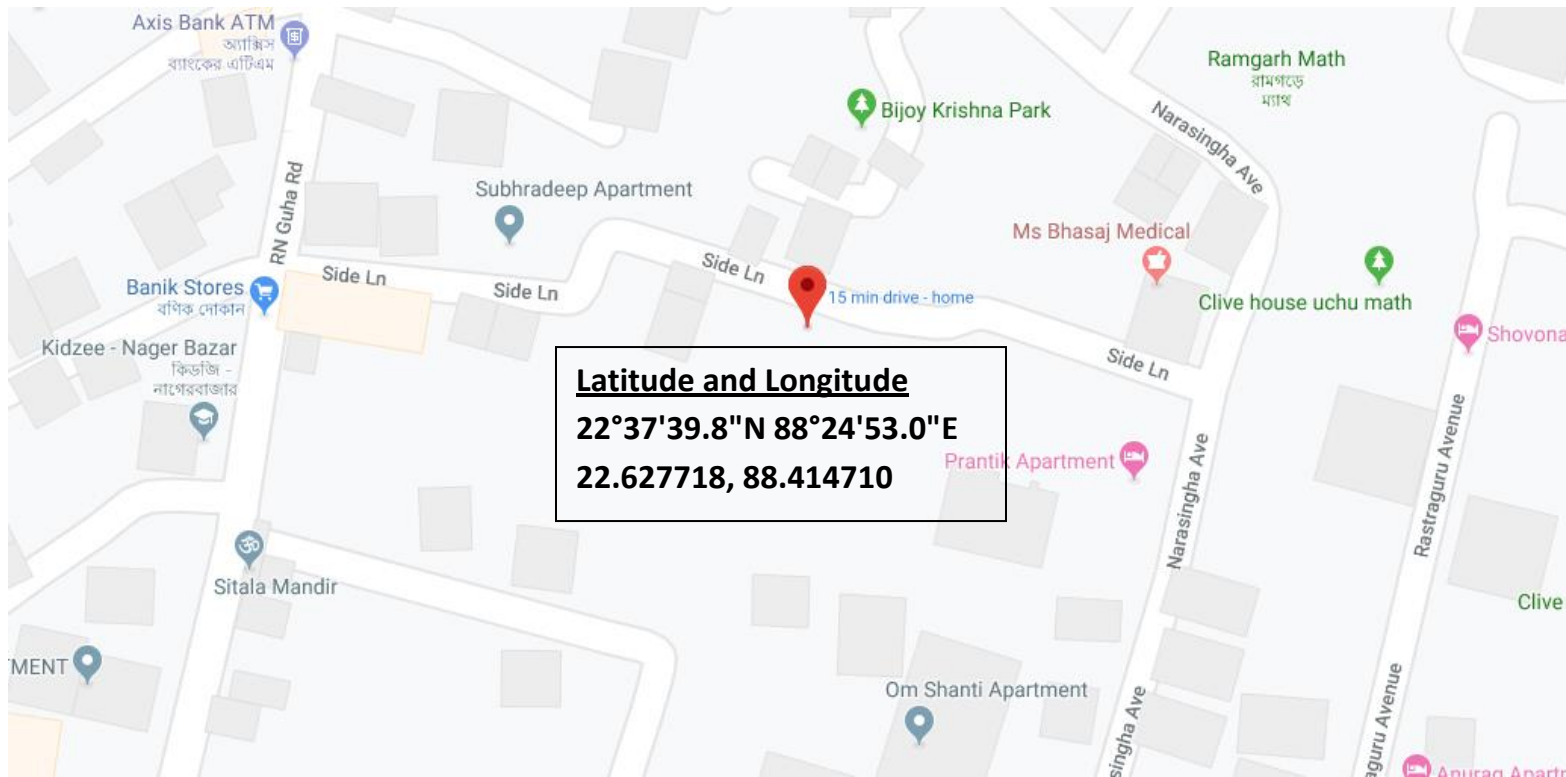 Axis Bank ATM
অ্যাক্সিস
ব্যাংকের এটিএম
Ramgarh Math
রামগড়ে
ম্যাথ
Bijoy Krishna Park
Narasingha Ave
RN Guha Rd
Subhradeep Apartment
Ms Bhasaj Medical
Side Ln
Side Ln
Side Ln
Banik Stores
বণিক দোকান
15 min drive - home
Clive house uchu math
Shovona
Kidzee - Nager Bazar
কিডজি -
নাগেরবাজার
Side Ln
Latitude and Longitude
22°37'39.8"N 88°24'53.0"E
22.627718, 88.414710
Prantik Apartment
Narasingha Ave
Rastraguru Avenue
Sitala Mandir
Clive
MENT
Om Shanti Apartment
singha Ave
aguru Avenue
Anurag Apartr